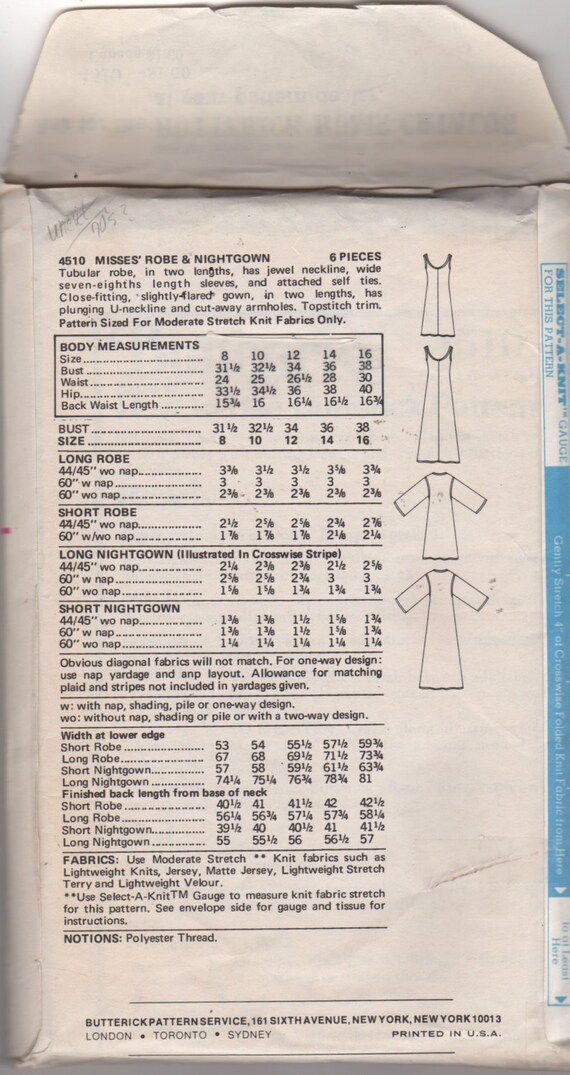 4510 MISSES' ROBE & NIGHTGOWN 6 PIECES
Tubular robe, in two lengths, has jewel neckline, wide
seven-eighths length sleeves, and attached self ties.
Close-fitting, slightly-flared gown, in two lengths, has
plunging U-neckline and cut-away armholes. Topstitch trim.
Pattern Sized For Moderate Stretch Knit Fabrics Only.
BODY MEASUREMENTS
Size 8 10 12 14 16
Bust 31½ 32½ 34 36 38
Waist 24 25 26½ 28 30
Hip 33½ 34½ 36 38 40
Back Waist Length 15¾ 16 16¼ 16½ 16¾
BUST 31½ 32½ 34 36 38
SIZE 8 10 12 14 16
LONG ROBE
44/45" wo nap 3⅜ 3½ 3½ 3⅝ 3¾
60" w nap 3 3 3 3 3
60" wo nap 2⅜ 2⅜ 2⅜ 2⅜ 2⅜
SHORT ROBE
44/45" wo nap 2½ 2⅝ 2⅝ 2¾ 2⅞
60" w/wo nap 1⅞ 1⅞ 1⅞ 2⅛ 2¼
LONG NIGHTGOWN (Illustrated In Crosswise Stripe)
44/45" wo nap 2¼ 2⅜ 2⅜ 2½ 2⅝
60" w nap 2⅝ 2⅝ 2¾ 3 3
60" wo nap 1⅝ 1⅝ 1¾ 1¾ 1¾
SHORT NIGHTGOWN
44/45" wo nap 1⅜ 1⅜ 1½ 1⅝ 1¾
60" w nap 1⅜ 1⅜ 1½ 1⅝ 1¾
60" wo nap 1¼ 1¼ 1¼ 1¼ 1¼
Obvious diagonal fabrics will not match. For one-way design:
use nap yardage and anp layout. Allowance for matching
plaid and stripes not included in yardages given.
w: with nap, shading, pile or one-way design.
wo: without nap, shading or pile or with a two-way design.
Width at lower edge
Short Robe 53 54 55½ 57½ 59¾
Long Robe 67 68 69½ 71½ 73¾
Short Nightgown 57 58 59½ 61½ 63¾
Long Nightgown 74¼ 75¼ 76¾ 78¾ 81
Finished back length from base of neck
Short Robe 40½ 41 41½ 42 42½
Long Robe 56¼ 56¾ 57¼ 57¾ 58¼
Short Nightgown 39½ 40 40½ 41 41½
Long Nightgown 55 55½ 56 56½ 57
FABRICS: Use Moderate Stretch ** Knit fabrics such as
Lightweight Knits, Jersey, Matte Jersey, Lightweight Stretch
Terry and Lightweight Velour.
**Use Select-A-Knit™ Gauge to measure knit fabric stretch
for this pattern. See envelope side for gauge and tissue for
instructions.
NOTIONS: Polyester Thread.
BUTTERICK PATTERN SERVICE, 161 SIXTH AVENUE, NEW YORK, NEW YORK 10013
LONDON • TORONTO • SYDNEY PRINTED IN U.S.A.
SELECT-A-KNIT™ GAUGE
FOR THIS PATTERN
Gently Stretch 4" of Crosswise Folded Knit Fabric from Here
to at Least
Here